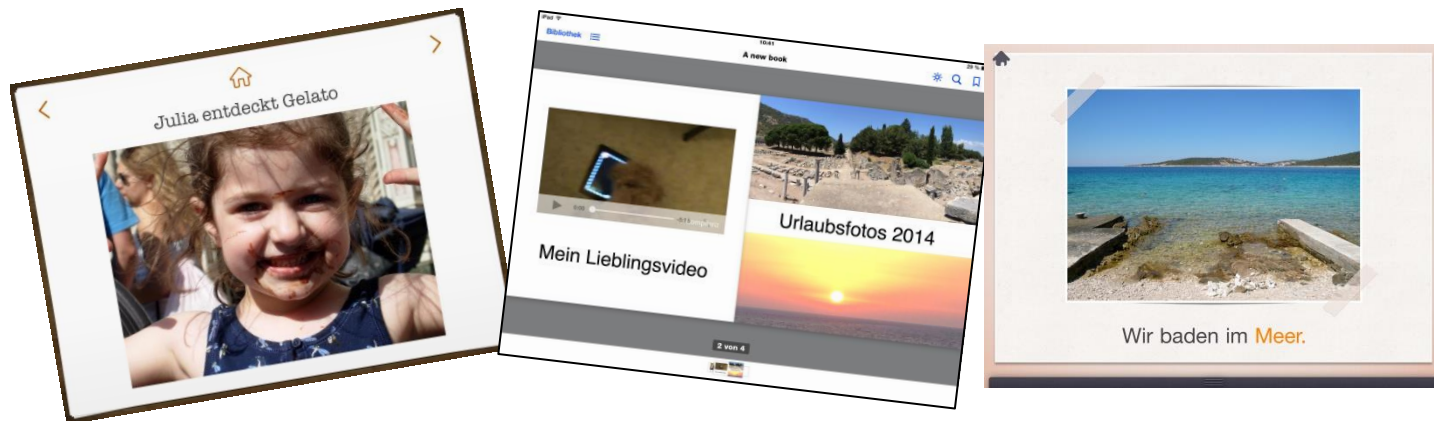 Julia entdeckt Gelato
iPad
10:41
Bibliothek
A new book
Mein Lieblingsvideo
Urlaubsfotos 2014
2 von 4
Wir baden im Meer.